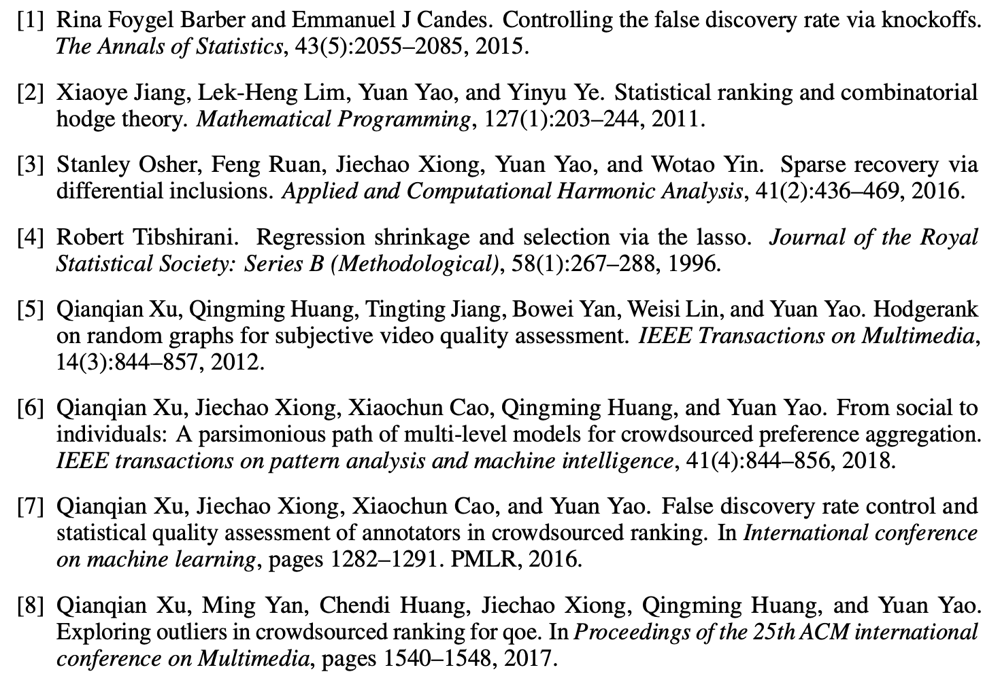 [1] Rina Foygel Barber and Emmanuel J Candes. Controlling the false discovery rate via knockoffs.
The Annals of Statistics, 43(5):2055–2085, 2015.
[2] Xiaoye Jiang, Lek-Heng Lim, Yuan Yao, and Yinyu Ye. Statistical ranking and combinatorial
hodge theory. Mathematical Programming, 127(1):203–244, 2011.
[3] Stanley Osher, Feng Ruan, Jiechao Xiong, Yuan Yao, and Wotao Yin. Sparse recovery via
differential inclusions. Applied and Computational Harmonic Analysis, 41(2):436–469, 2016.
[4] Robert Tibshirani. Regression shrinkage and selection via the lasso. Journal of the Royal
Statistical Society: Series B (Methodological), 58(1):267–288, 1996.
[5] Qianqian Xu, Qingming Huang, Tingting Jiang, Bowei Yan, Weisi Lin, and Yuan Yao. Hodgerank
on random graphs for subjective video quality assessment. IEEE Transactions on Multimedia,
14(3):844–857, 2012.
[6] Qianqian Xu, Jiechao Xiong, Xiaochun Cao, Qingming Huang, and Yuan Yao. From social to
individuals: A parsimonious path of multi-level models for crowdsourced preference aggregation.
IEEE transactions on pattern analysis and machine intelligence, 41(4):844–856, 2018.
[7] Qianqian Xu, Jiechao Xiong, Xiaochun Cao, and Yuan Yao. False discovery rate control and
statistical quality assessment of annotators in crowdsourced ranking. In International conference
on machine learning, pages 1282–1291. PMLR, 2016.
[8] Qianqian Xu, Ming Yan, Chendi Huang, Jiechao Xiong, Qingming Huang, and Yuan Yao.
Exploring outliers in crowdsourced ranking for qoe. In Proceedings of the 25th ACM international
conference on Multimedia, pages 1540–1548, 2017.